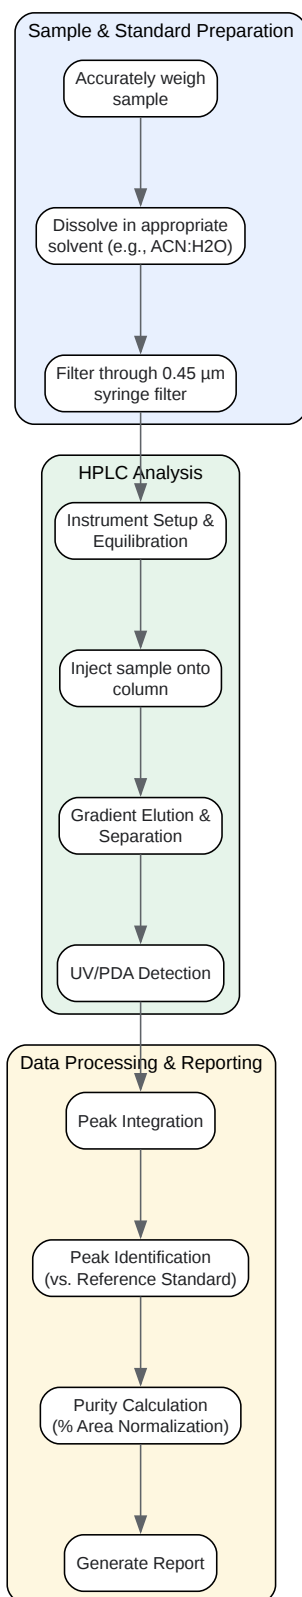 Sample & Standard Preparation
Accurately weigh
sample
Dissolve in appropriate
solvent (e.g., ACN:H2O)
Filter through 0.45 µm
syringe filter
HPLC Analysis
Instrument Setup &
Equilibration
Inject sample onto
column
Gradient Elution &
Separation
UV/PDA Detection
Data Processing & Reporting
Peak Integration
Peak Identification
(vs. Reference Standard)
Purity Calculation
(% Area Normalization)
Generate Report